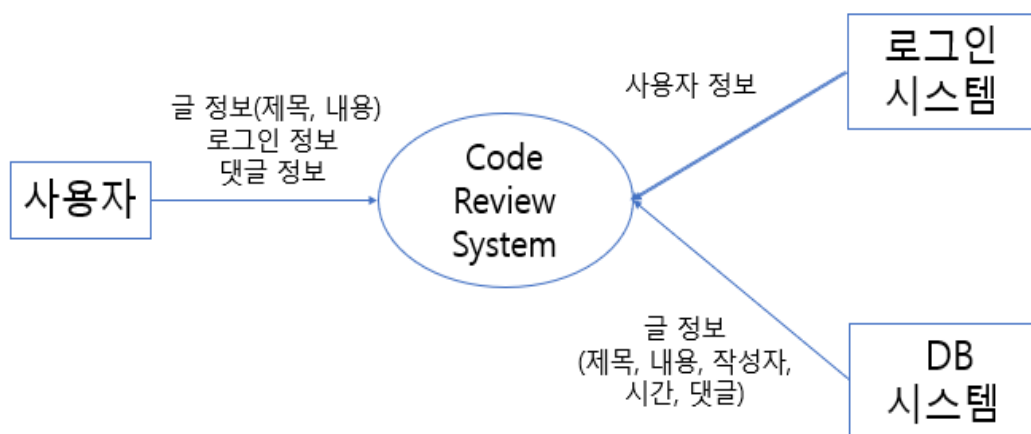 사용자
글 정보(제목, 내용)
로그인 정보
댓글 정보
Code
Review
System
사용자 정보
로그인
시스템
글 정보
(제목, 내용, 작성자,
시간, 댓글)
DB
시스템